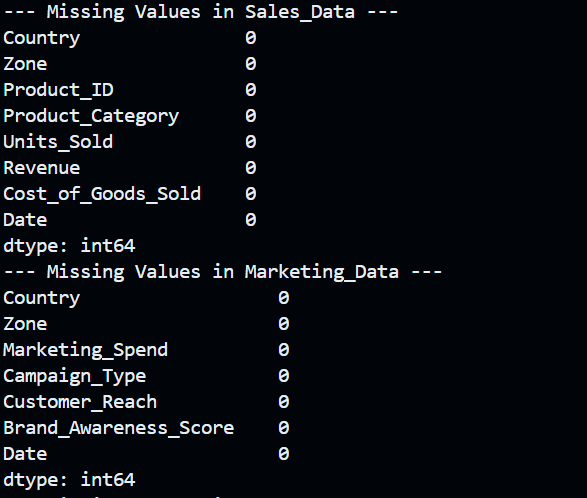 --- Missing Values in Sales_Data ---
Country 0
Zone 0
Product_ID 0
Product_Category 0
Units_Sold 0
Revenue 0
Cost_of_Goods_Sold 0
Date 0
dtype: int64
--- Missing Values in Marketing_Data ---
Country 0
Zone 0
Marketing_Spend 0
Campaign_Type 0
Customer_Reach 0
Brand_Awareness_Score 0
Date 0
dtype: int64